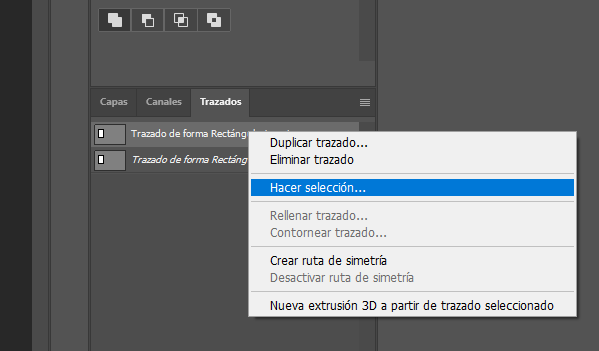 Capas Canales Trazados
Trazado de forma Rectáng
Trazado de forma Rectáng
Duplicar trazado...
Eliminar trazado
Hacer selección...
Rellenar trazado...
Contornear trazado...
Crear ruta de simetría
Desactivar ruta de simetría
Nueva extrusión 3D a partir de trazado seleccionado